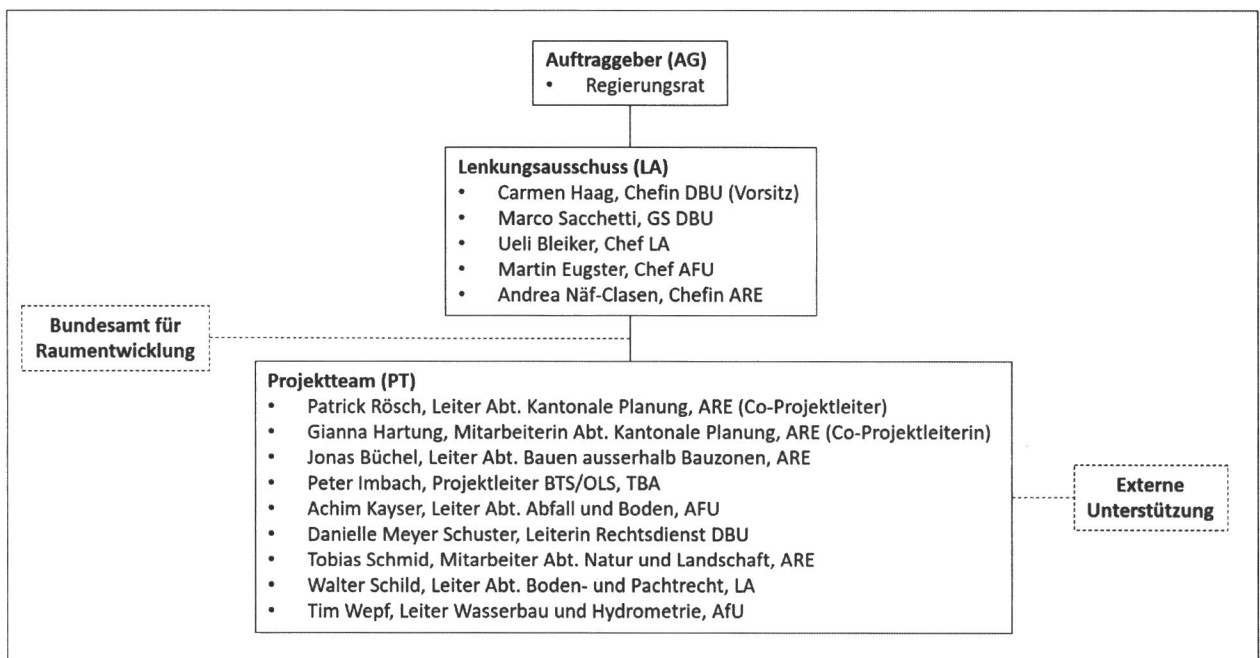 Auftraggeber (AG)
• Regierungsrat
Lenkungsausschuss (LA)
• Carmen Haag, Chefin DBU (Vorsitz)
• Marco Sacchetti, GS DBU
• Ueli Bleiker, Chef LA
• Martin Eugster, Chef AFU
• Andrea Näf-Clasen, Chefin ARE
Bundesamt für
Raumentwicklung
Projektteam (PT)
• Patrick Rösch, Leiter Abt. Kantonale Planung, ARE (Co-Projektleiter)
• Gianna Hartung, Mitarbeiterin Abt. Kantonale Planung, ARE (Co-Projektleiterin)
• Jonas Büchel, Leiter Abt. Bauen ausserhalb Bauzonen, ARE
• Peter Imbach, Projektleiter BTS/OLS, TBA
• Achim Kayser, Leiter Abt. Abfall und Boden, AFU
• Danielle Meyer Schuster, Leiterin Rechtsdienst DBU
• Tobias Schmid, Mitarbeiter Abt. Natur und Landschaft, ARE
• Walter Schild, Leiter Abt. Boden- und Pachtrecht, LA
• Tim Wepf, Leiter Wasserbau und Hydrometrie, AfU
Externe
Unterstützung